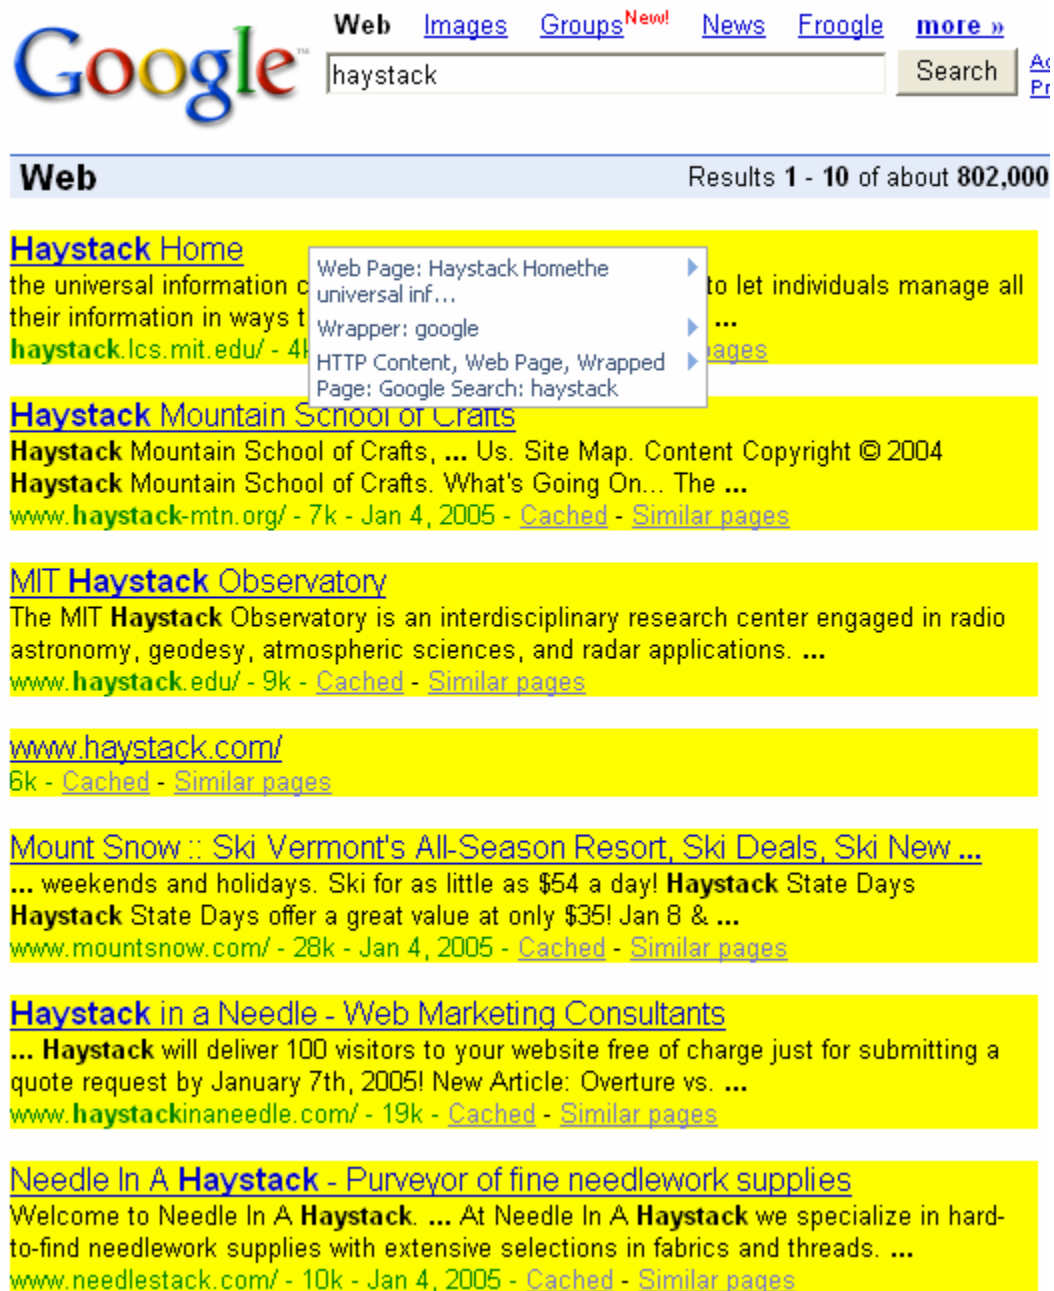 Google™
Web Images Groups New! News Froogle more »
haystack Search
Web Results 1 - 10 of about 802,000
Haystack Home
the universal information to let individuals manage all
their information in ways ...
haystack.lcs.mit.edu/ - 4k
Web Page: Haystack Homethe
universal inf...
Wrapper: google
HTTP Content, Web Page, Wrapped
Page: Google Search: haystack
Haystack Mountain School of Crafts
Haystack Mountain School of Crafts, ... Us. Site Map. Content Copyright © 2004
Haystack Mountain School of Crafts. What's Going On... The ...
www.haystack-mtn.org/ - 7k - Jan 4, 2005 - Cached - Similar pages
MIT Haystack Observatory
The MIT Haystack Observatory is an interdisciplinary research center engaged in radio
astronomy, geodesy, atmospheric sciences, and radar applications. ...
www.haystack.edu/ - 9k - Cached - Similar pages
www.haystack.com/
6k - Cached - Similar pages
Mount Snow :: Ski Vermont's All-Season Resort, Ski Deals, Ski New ...
... weekends and holidays. Ski for as little as $54 a day! Haystack State Days
Haystack State Days offer a great value at only $35! Jan 8 & ...
www.mountsnow.com/ - 28k - Jan 4, 2005 - Cached - Similar pages
Haystack in a Needle - Web Marketing Consultants
... Haystack will deliver 100 visitors to your website free of charge just for submitting a
quote request by January 7th, 2005! New Article: Overture vs. ...
www.haystackinaneedle.com/ - 19k - Cached - Similar pages
Needle In A Haystack - Purveyor of fine needlework supplies
Welcome to Needle In A Haystack. ... At Needle In A Haystack we specialize in hard-
to-find needlework supplies with extensive selections in fabrics and threads. ...
www.needlestack.com/ - 10k - Jan 4, 2005 - Cached - Similar pages